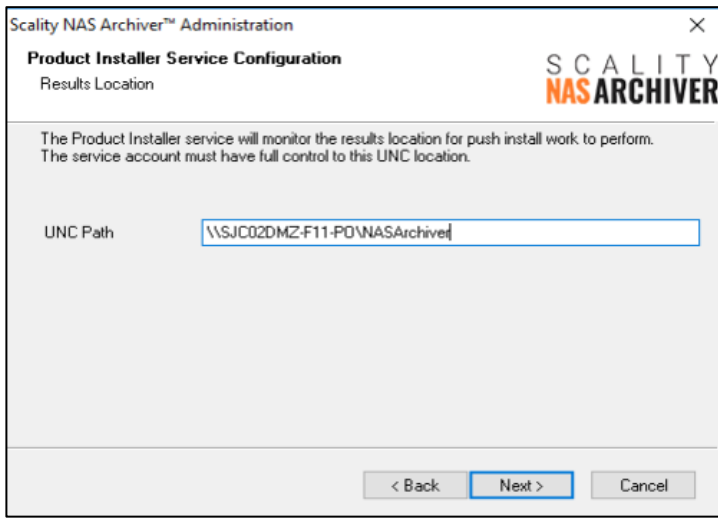 Scality NAS Archiver™ Administration
Product Installer Service Configuration
Results Location
SCALITY
NAS ARCHIVER
The Product Installer service will monitor the results location for push install work to perform.
The service account must have full control to this UNC location.
UNC Path
\\SJC02DMZ-F11-PO\NASArchiver
< Back
Next >
Cancel